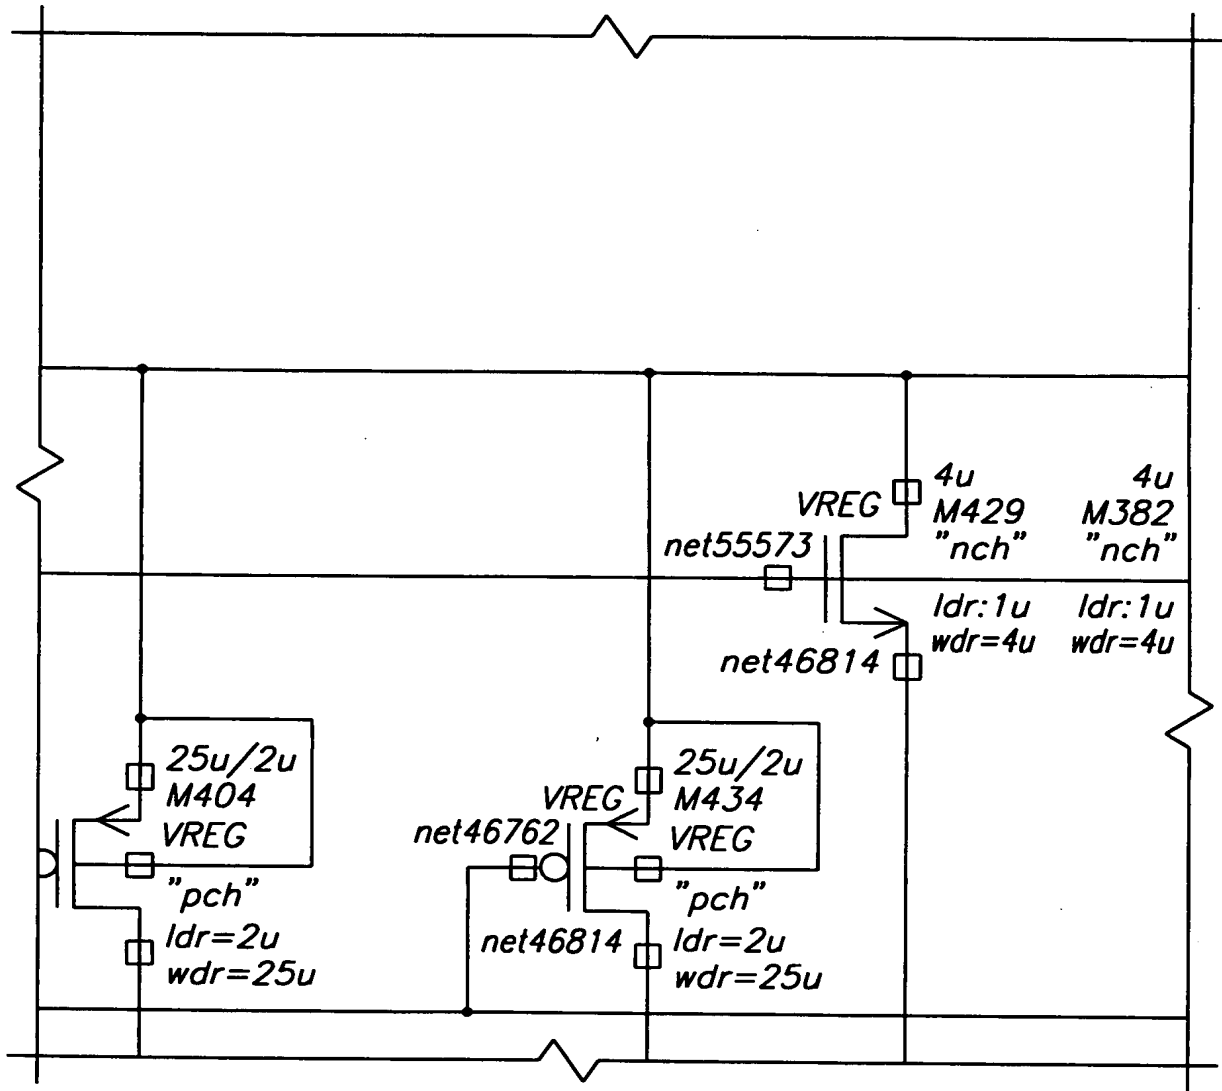 4u
4u
VREG
M429
M382
net55573
"nch"
"nch"
ldr:1u
ldr:1u
wdr=4u
wdr=4u
net46814
25u/2u
M404
VREG
"pch"
ldr=2u
wdr=25u
25u/2u
VREG
M434
net46762
VREG
"pch"
net46814
ldr=2u
wdr=25u